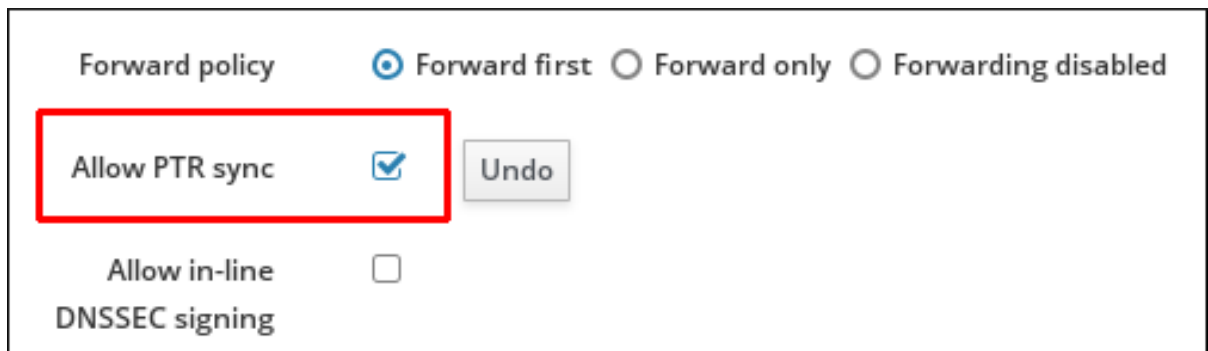 Forward policy Forward first Forward only Forwarding disabled
Allow PTR sync Undo
Allow in-line
DNSSEC signing